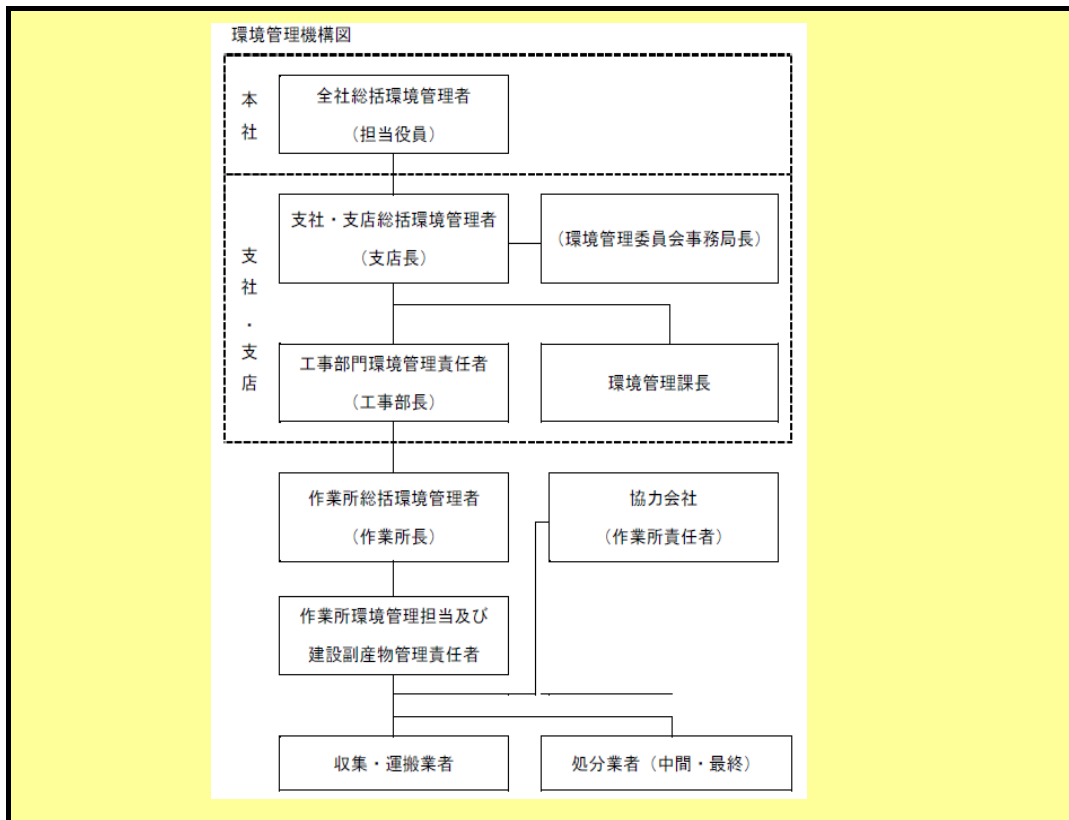 環境管理機構図
本社
全社総括環境管理者
(担当役員)
支社・支店
支社・支店総括環境管理者
(支店長)
(環境管理委員会事務局長)
工事部門環境管理責任者
(工事部長)
環境管理課長
作業所総括環境管理者
(作業所長)
協力会社
(作業所責任者)
作業所環境管理担当及び
建設副産物管理責任者
収集・運搬業者
処分業者(中間・最終)